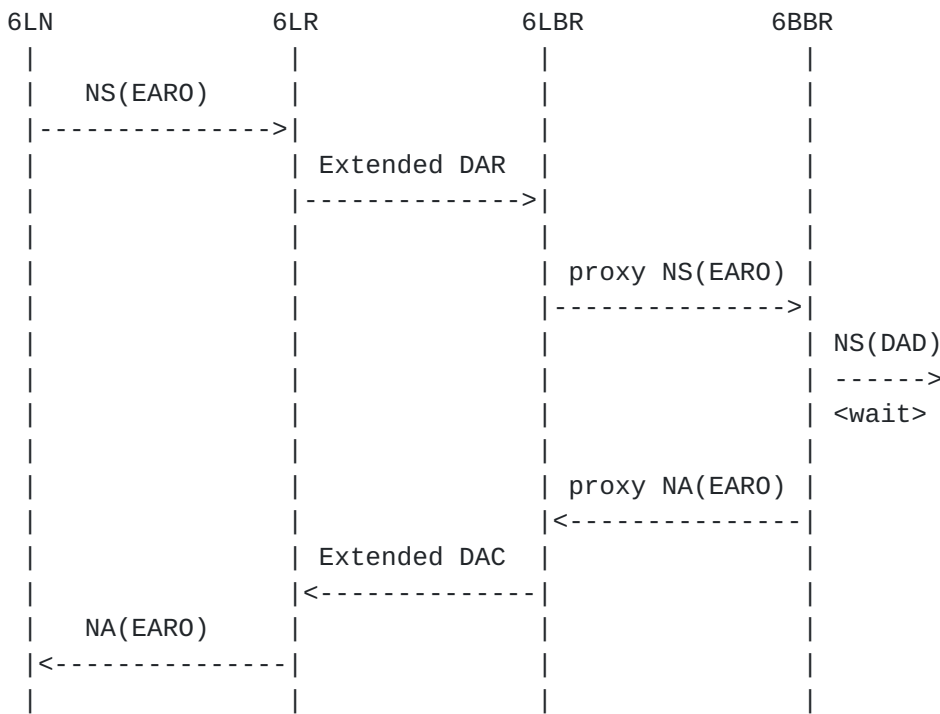 6LN 6LR 6LBR 6BBR
NS(EARO)
Extended DAR
proxy NS(EARO)
NS(DAD)
<wait>
proxy NA(EARO)
Extended DAC
NA(EARO)